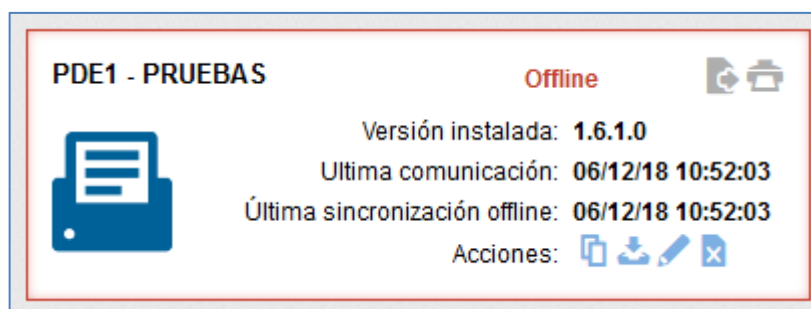 PDE1 - PRUEBAS Offline
Versión instalada: 1.6.1.0
Ultima comunicación: 06/12/18 10:52:03
Última sincronización offline: 06/12/18 10:52:03
Acciones: